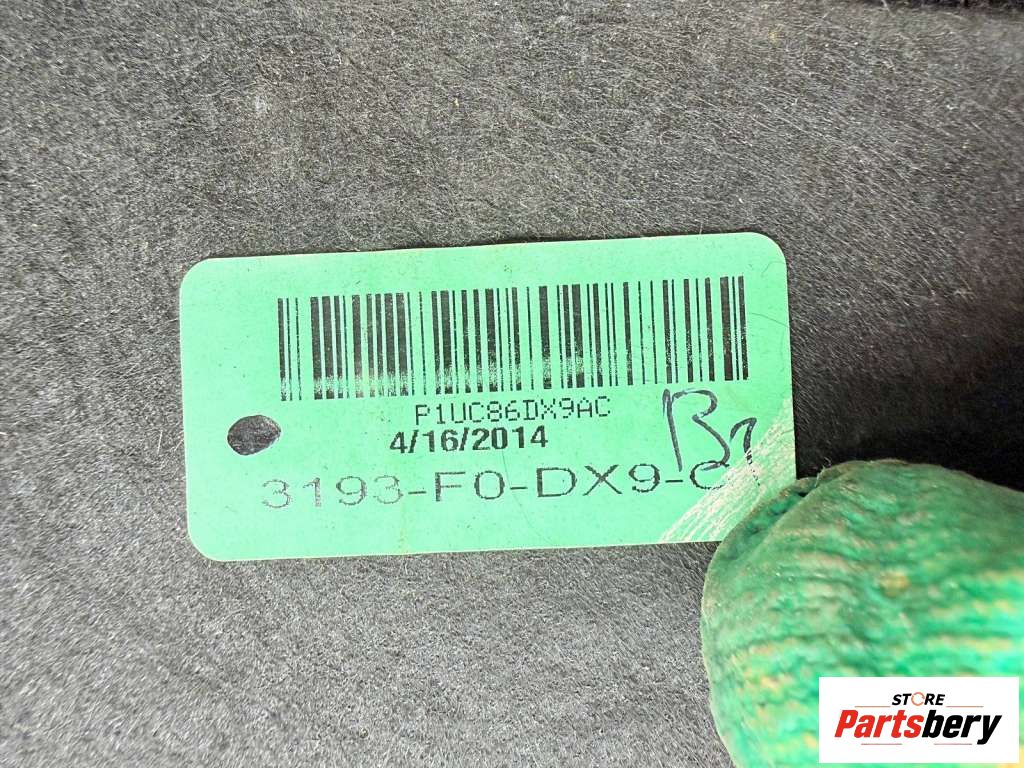 P1UC86DX9AC
4/16/2014
3193-F0-DX9-C
STORE
Partsbery